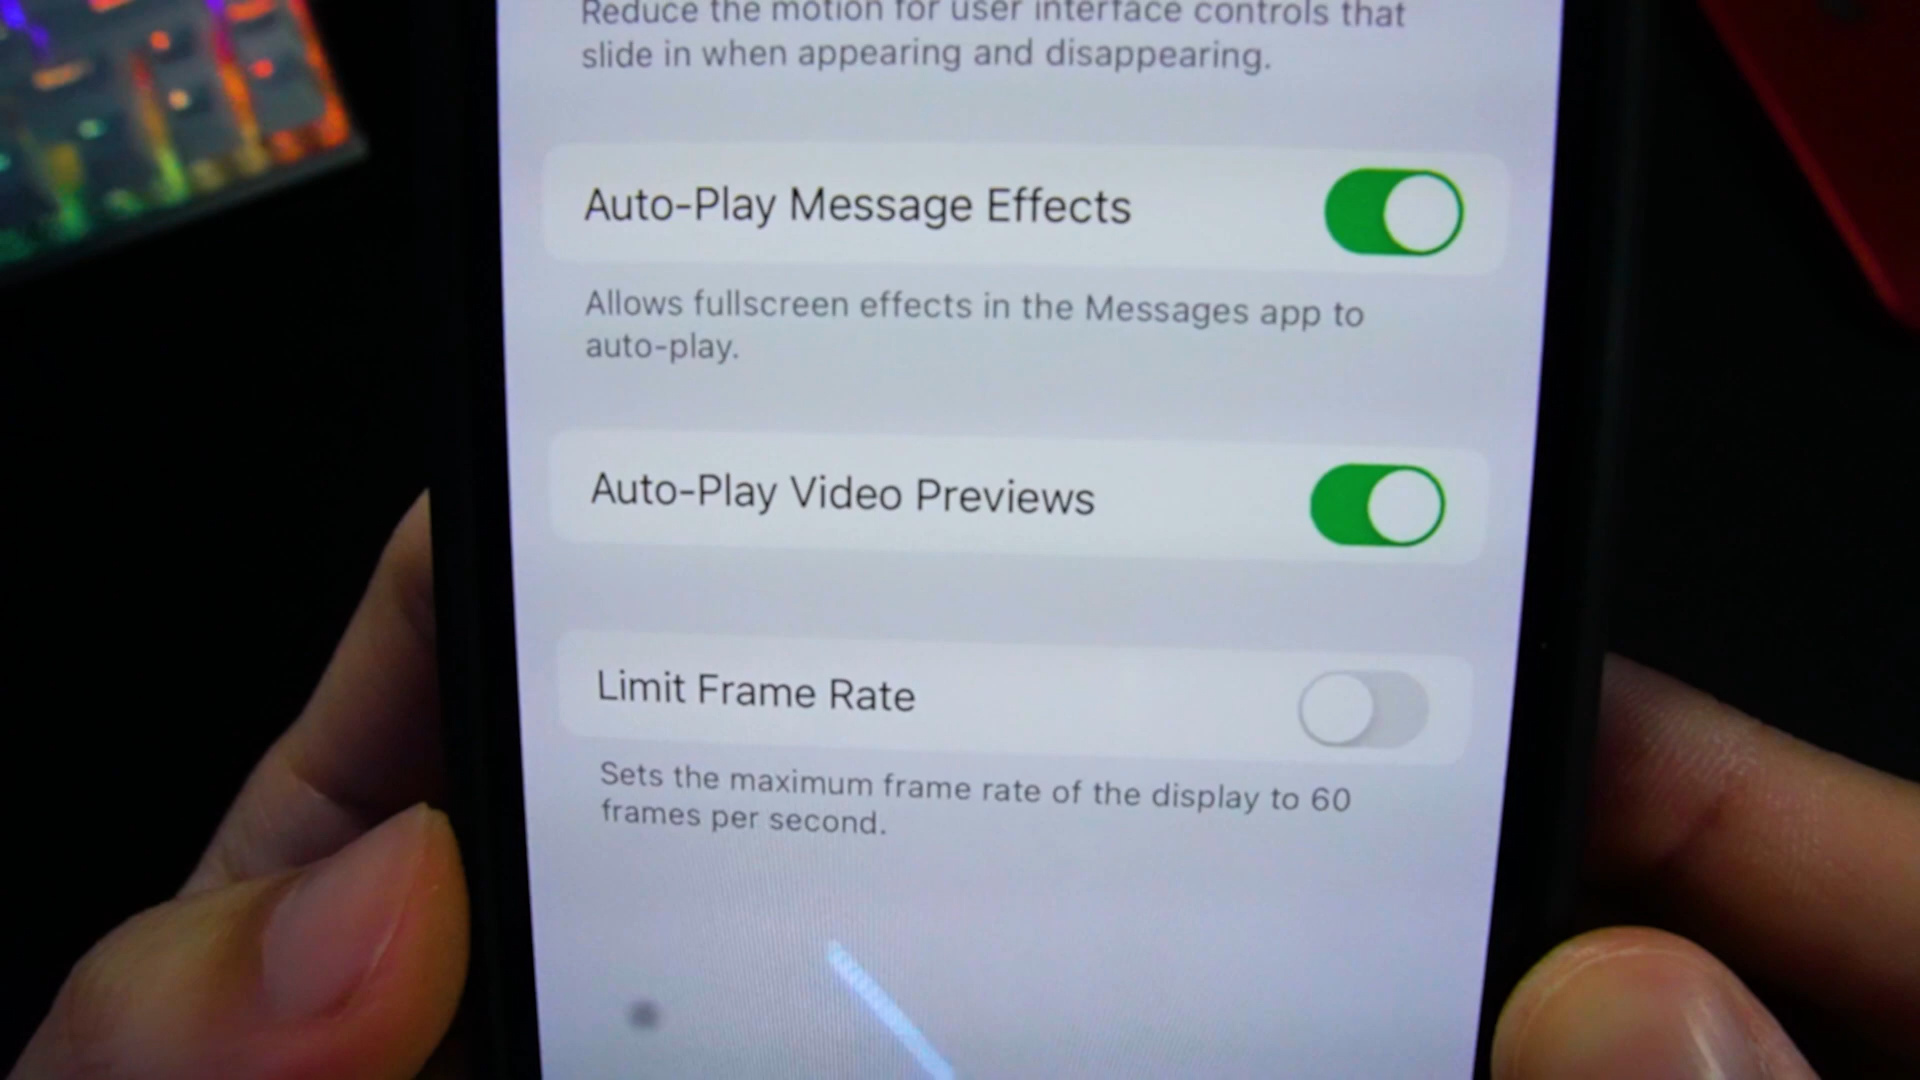 Reduce the motion for user interface controls that
slide in when appearing and disappearing.
Auto-Play Message Effects
Allows fullscreen effects in the Messages app to
auto-play.
Auto-Play Video Previews
Limit Frame Rate
Sets the maximum frame rate of the display to 60
frames per second.